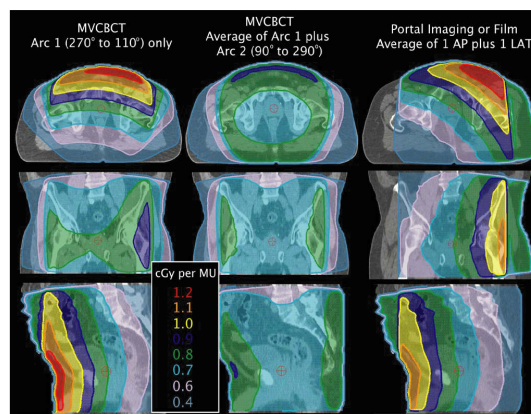 MVCBCT
Arc 1 (270° to 110°) only
MVCBCT
Average of Arc 1 plus
Arc 2 (90° to 290°)
Portal Imaging or Film
Average of 1 AP plus 1 LAT
cGy per MU
1.2
1.1
1.0
0.9
0.8
0.7
0.6
0.4